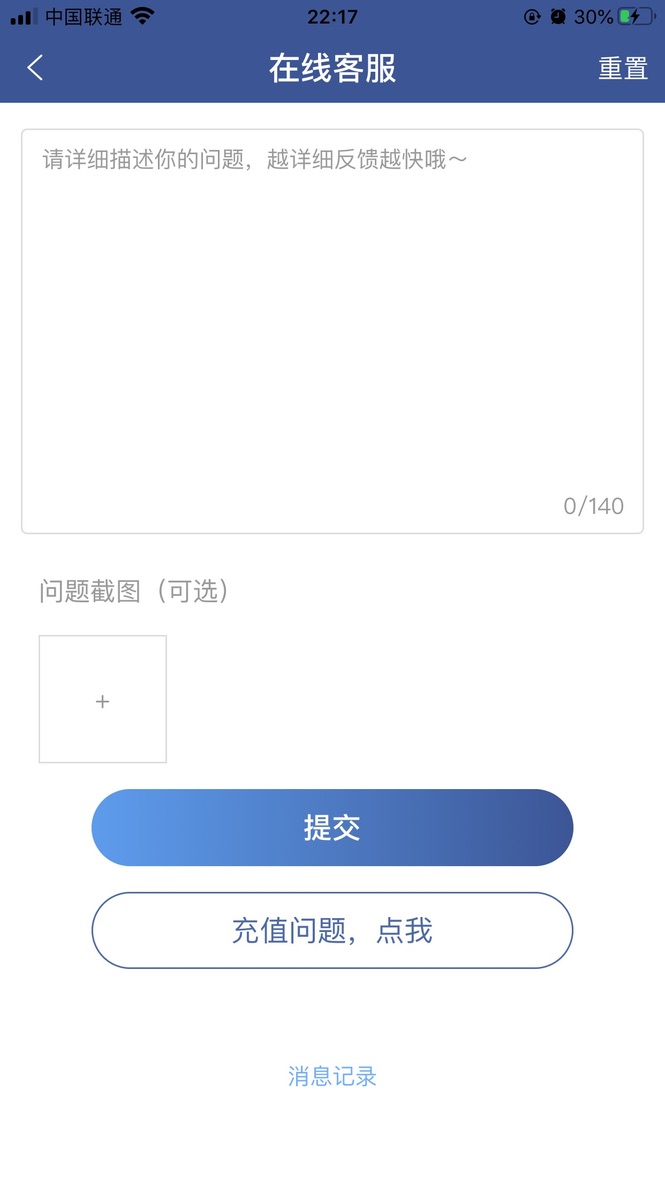 中国联通
22:17
30%
在线客服
重置
请详细描述你的问题，越详细反馈越快哦～
0/140
问题截图（可选）
+
提交
充值问题，点我
消息记录